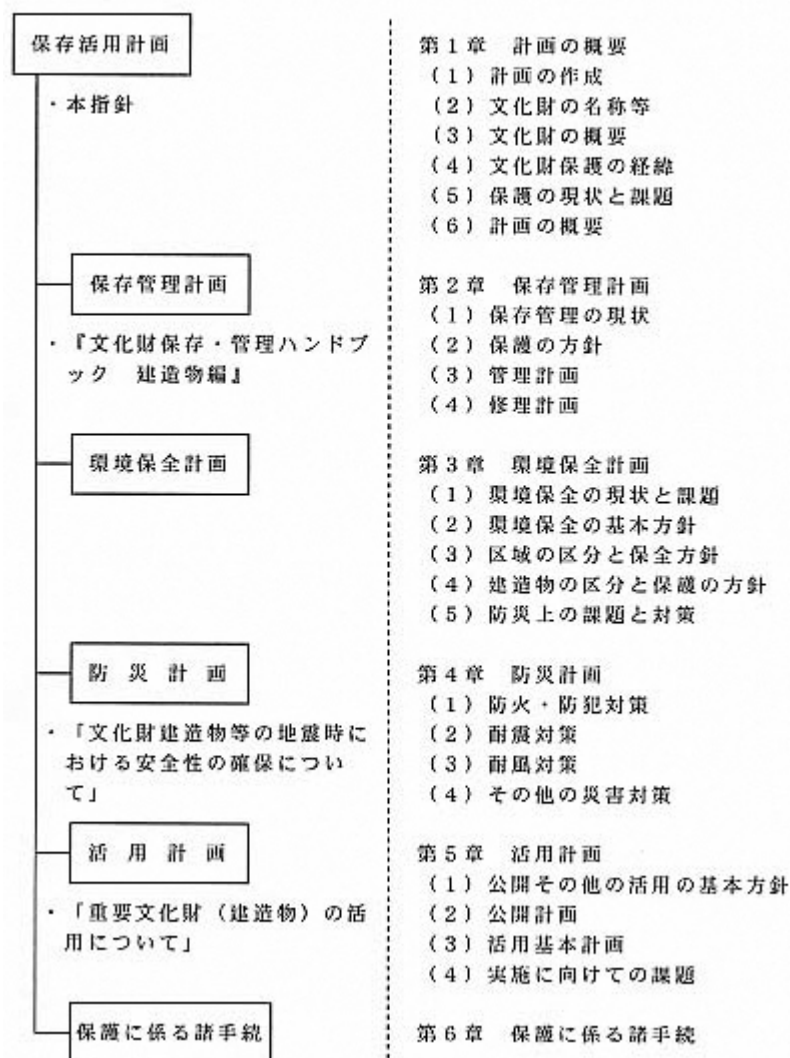 保存活用計画
・本指針
保存管理計画
・『文化財保存・管理ハンドブ
ック　建造物編』
環境保全計画
防災計画
・「文化財建造物等の地震時に
おける安全性の確保につい
て」
活用計画
・「重要文化財（建造物）の活
用について」
保護に係る諸手続
第1章　計画の概要
（1）計画の作成
（2）文化財の名称等
（3）文化財の概要
（4）文化財保護の経緯
（5）保護の現状と課題
（6）計画の概要
第2章　保存管理計画
（1）保存管理の現状
（2）保護の方針
（3）管理計画
（4）修理計画
第3章　環境保全計画
（1）環境保全の現状と課題
（2）環境保全の基本方針
（3）区域の区分と保全方針
（4）建造物の区分と保護の方針
（5）防災上の課題と対策
第4章　防災計画
（1）防火・防犯対策
（2）耐震対策
（3）耐風対策
（4）その他の災害対策
第5章　活用計画
（1）公開その他の活用の基本方針
（2）公開計画
（3）活用基本計画
（4）実施に向けての課題
第6章　保護に係る諸手続